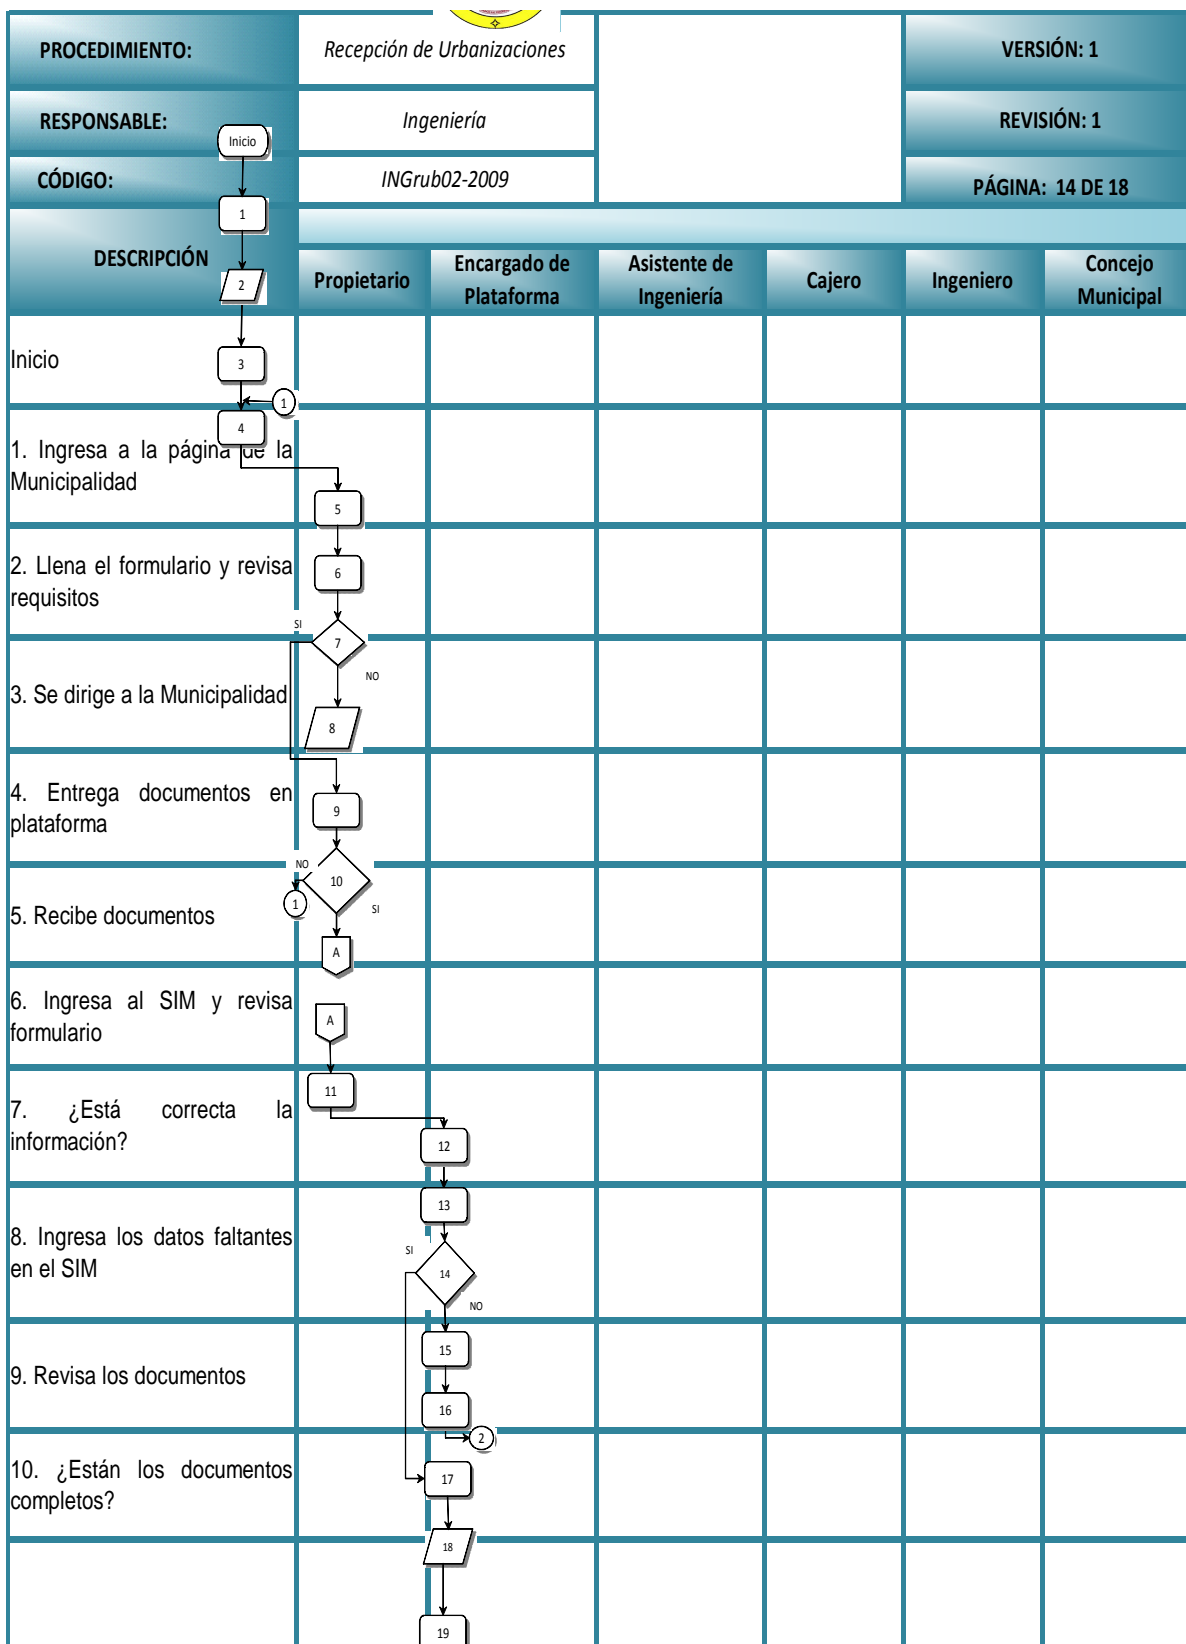 PROCEDIMIENTO:
Recepción de Urbanizaciones
VERSIÓN: 1
RESPONSABLE:
Ingeniería
REVISIÓN: 1
Inicio
CÓDIGO:
INGrub02-2009
PÁGINA: 14 DE 18
1
DESCRIPCIÓN
Propietario
Encargado de
Plataforma
Asistente de
Ingeniería
Cajero
Ingeniero
Concejo
Municipal
2
Inicio
3
1
4
1. Ingresa a la página de la
Municipalidad
5
2. Llena el formulario y revisa
requisitos
6
SI
7
NO
3. Se dirige a la Municipalidad
8
4. Entrega documentos en
plataforma
9
NO
10
1
SI
5. Recibe documentos
A
6. Ingresa al SIM y revisa
formulario
A
11
7. ¿Está correcta la
información?
12
13
8. Ingresa los datos faltantes
en el SIM
SI
14
NO
15
9. Revisa los documentos
16
2
10. ¿Están los documentos
completos?
17
18
19